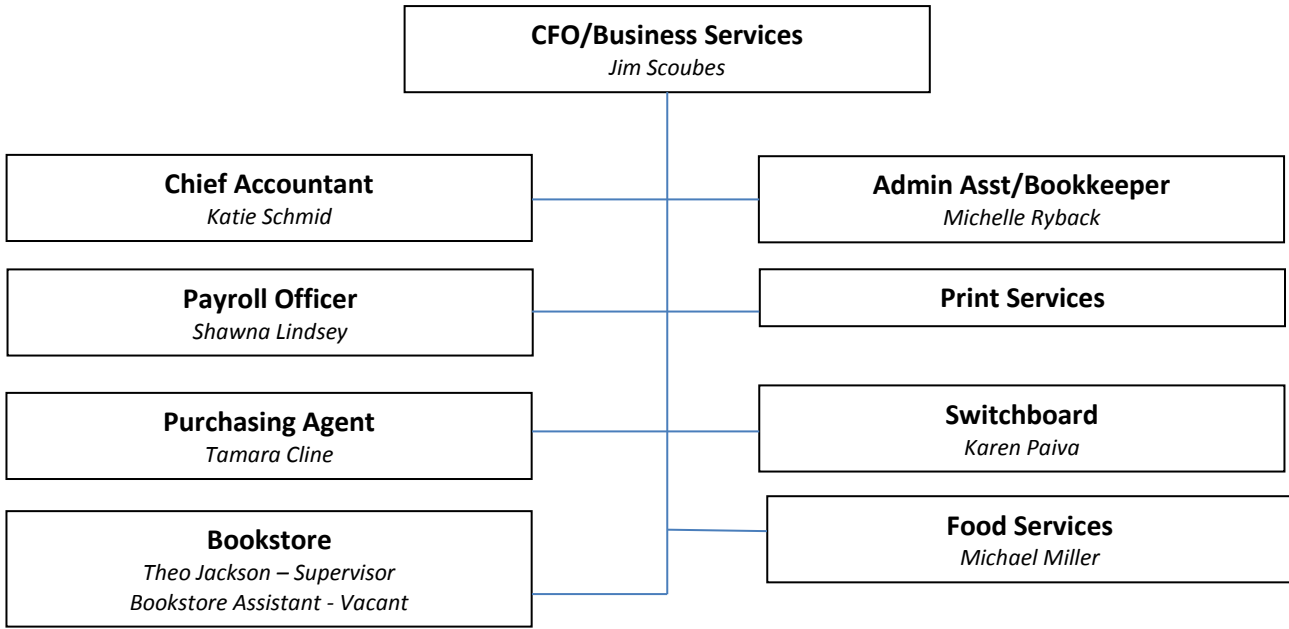 CFO/Business Services
Jim Scoubes
Chief Accountant
Katie Schmid
Admin Asst/Bookkeeper
Michelle Ryback
Payroll Officer
Shawna Lindsey
Print Services
Purchasing Agent
Tamara Cline
Switchboard
Karen Paiva
Bookstore
Theo Jackson – Supervisor
Bookstore Assistant - Vacant
Food Services
Michael Miller